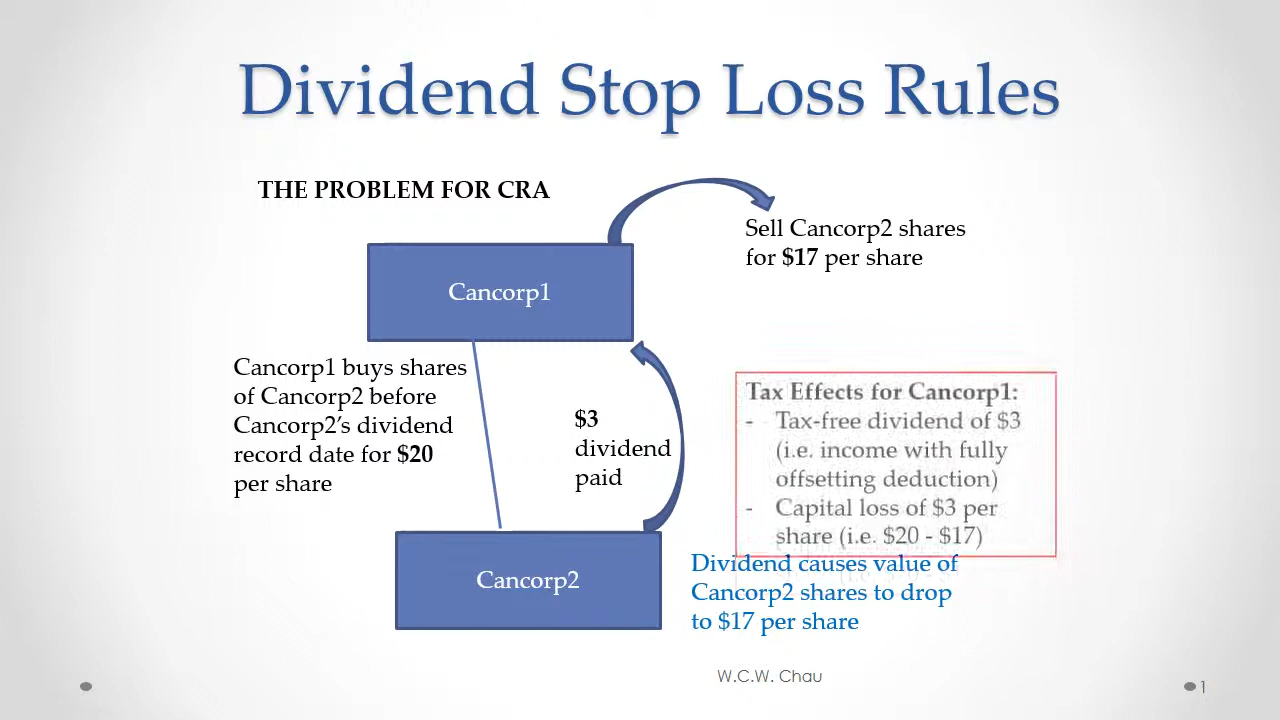 Dividend Stop Loss Rules
THE PROBLEM FOR CRA
Sell Cancorp2 shares
for $17 per share
Cancorp1
Cancorp1 buys shares
of Cancorp2 before
Cancorp2's dividend
record date for $20
per share
$3
dividend
paid
Tax Effects for Cancorp1:
- Tax-free dividend of $3
(i.e. income with fully
offsetting deduction)
- Capital loss of $3 per
share (i.e. $20 - $17)
Cancorp2
Dividend causes value of
Cancorp2 shares to drop
to $17 per share
W.C.W. Chau
1